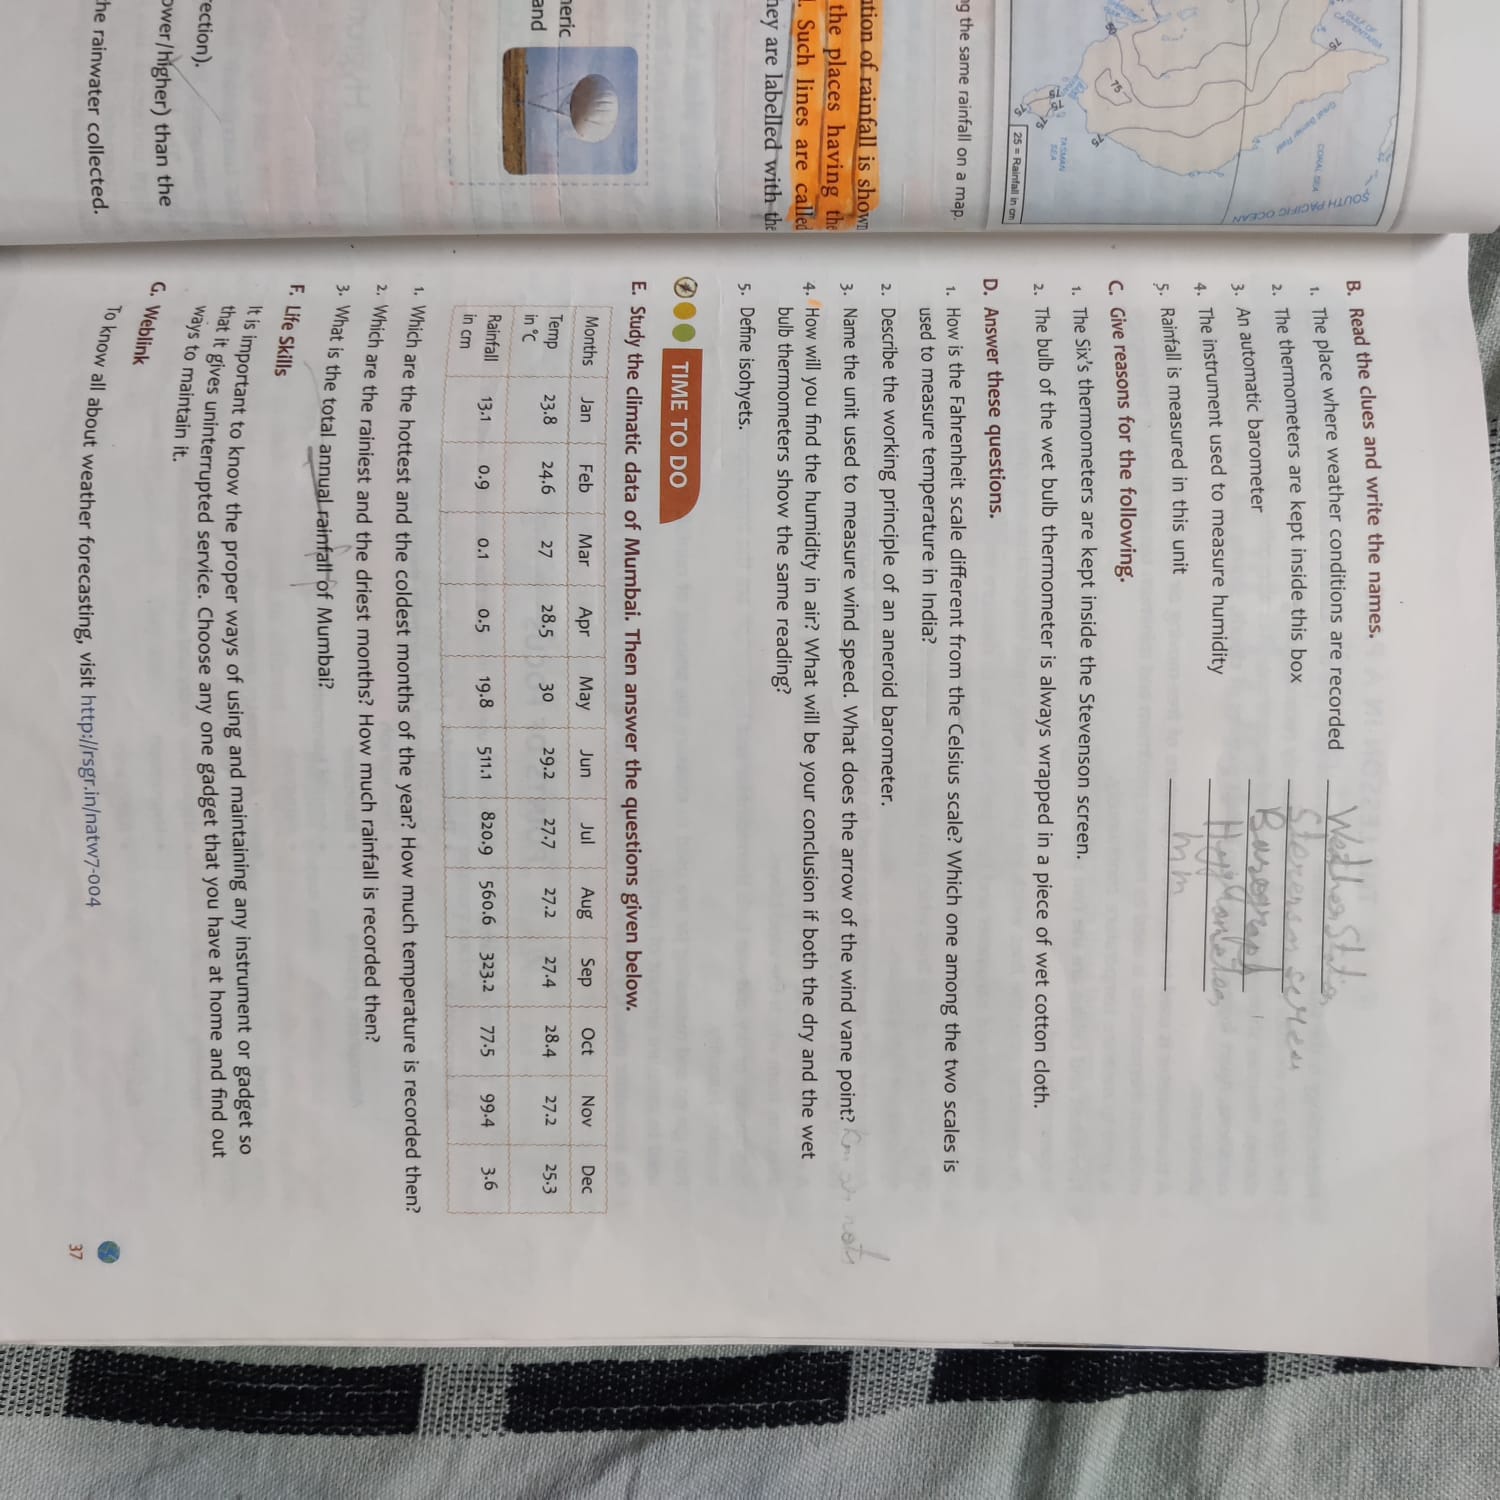 GULF OF
CARPENTARIA
Great Barrier Reef
CORAL SEA
SOUTH PACIFIC OCEAN
TASMAN
SEA
50
75
75
75
75
75
75
75
25 = Rainfall in cm
ng the same rainfall on a map.
ution of rainfall is shown
the places having the
l. Such lines are called
hey are labelled with the
neric
and
rection).
ower/higher) than the
he rainwater collected.
B. Read the clues and write the names.
1. The place where weather conditions are recorded Weather Statio
2. The thermometers are kept inside this box
3. An automatic barometer
4. The instrument used to measure humidity
5. Rainfall is measured in this unit mm
C. Give reasons for the following.
1. The Six's thermometers are kept inside the Stevenson screen.
2. The bulb of the wet bulb thermometer is always wrapped in a piece of wet cotton cloth.
D. Answer these questions.
1. How is the Fahrenheit scale different from the Celsius scale? Which one among the two scales is
used to measure temperature in India?
2. Describe the working principle of an aneroid barometer.
3. Name the unit used to measure wind speed. What does the arrow of the wind vane point?
4. How will you find the humidity in air? What will be your conclusion if both the dry and the wet
bulb thermometers show the same reading?
5. Define isohyets.
TIME TO DO
E. Study the climatic data of Mumbai. Then answer the questions given below.
Months Jan Feb Mar Apr May Jun Jul Aug Sep Oct Nov Dec
Temp
in °C 23.8 24.6 27 28.5 30 29.2 27.7 27.2 27.4 28.4 27.2 25.3
Rainfall
in cm 13.1 0.9 0.1 0.5 19.8 511.1 820.9 560.6 323.2 77.5 99.4 3.6
1. Which are the hottest and the coldest months of the year? How much temperature is recorded then?
2. Which are the rainiest and the driest months? How much rainfall is recorded then?
3. What is the total annual rainfall of Mumbai?
F. Life Skills
It is important to know the proper ways of using and maintaining any instrument or gadget so
that it gives uninterrupted service. Choose any one gadget that you have at home and find out
ways to maintain it.
G. Weblink
To know all about weather forecasting, visit http://rsgr.in/natw7-004
37